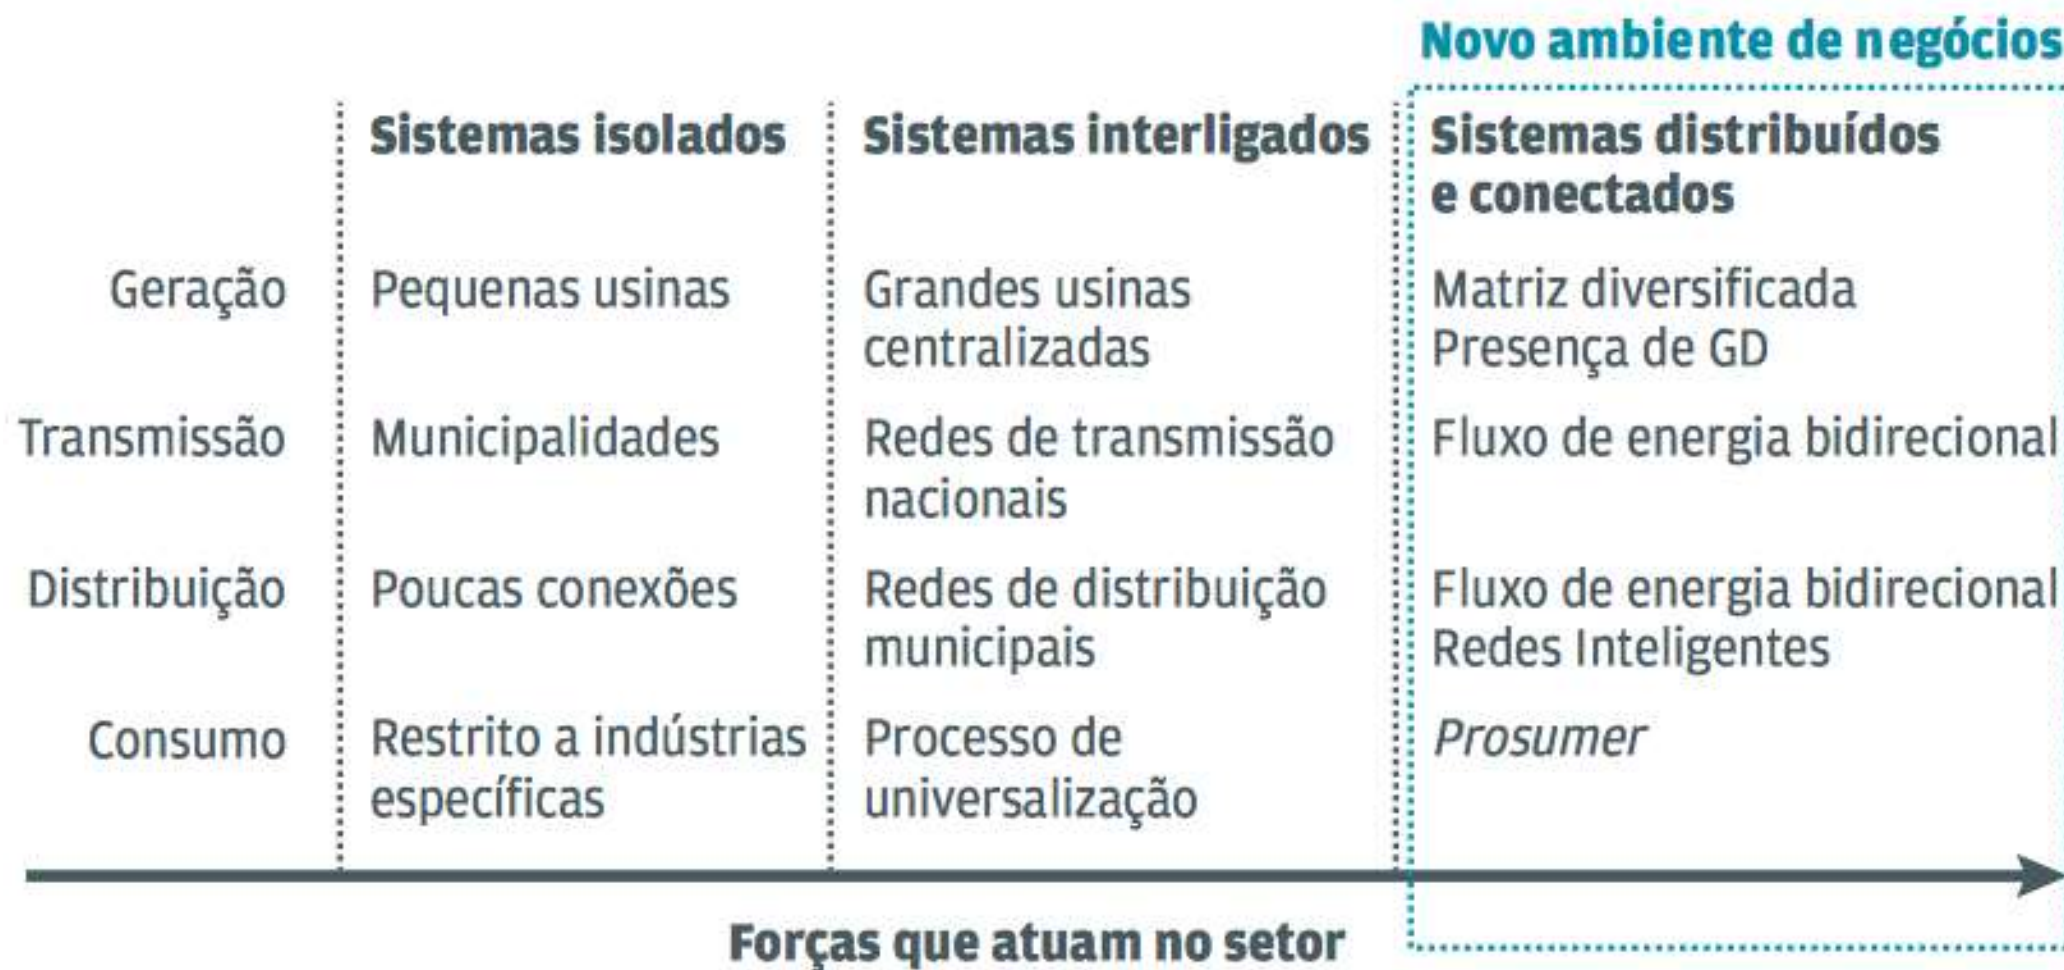 Novo ambiente de negócios
Sistemas isolados
Sistemas interligados
Sistemas distribuídos
e conectados
Geração
Pequenas usinas
Grandes usinas
centralizadas
Matriz diversificada
Presença de GD
Transmissão
Municipalidades
Redes de transmissão
nacionais
Fluxo de energia bidirecional
Distribuição
Poucas conexões
Redes de distribuição
municipais
Fluxo de energia bidirecional
Redes Inteligentes
Consumo
Restrito a indústrias
específicas
Processo de
universalização
Prosumer
Forças que atuam no setor